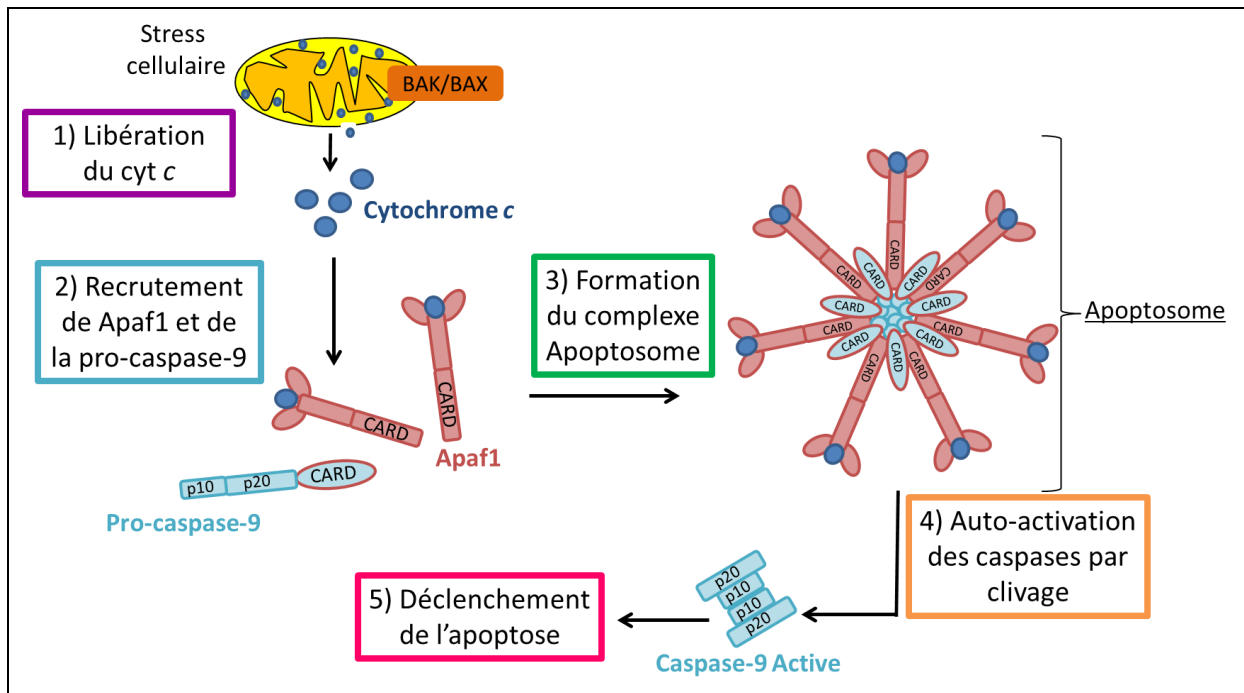 Stress
cellulaire
BAK/BAX
1) Libération
du cyt c
Cytochrome c
2) Recrutement
de Apaf1 et de
la pro-caspase-9
CARD
CARD
Apaf1
p10 p20 CARD
Pro-caspase-9
3) Formation
du complexe
Apoptosome
CARD
CARD
CARD
CARD
CARD
CARD
CARD
CARD
CARD
CARD
CARD
CARD
CARD
CARD
Apoptosome
4) Auto-activation
des caspases par
clivage
p20
p10
p10
p20
Caspase-9 Active
5) Déclenchement
de l’apoptose